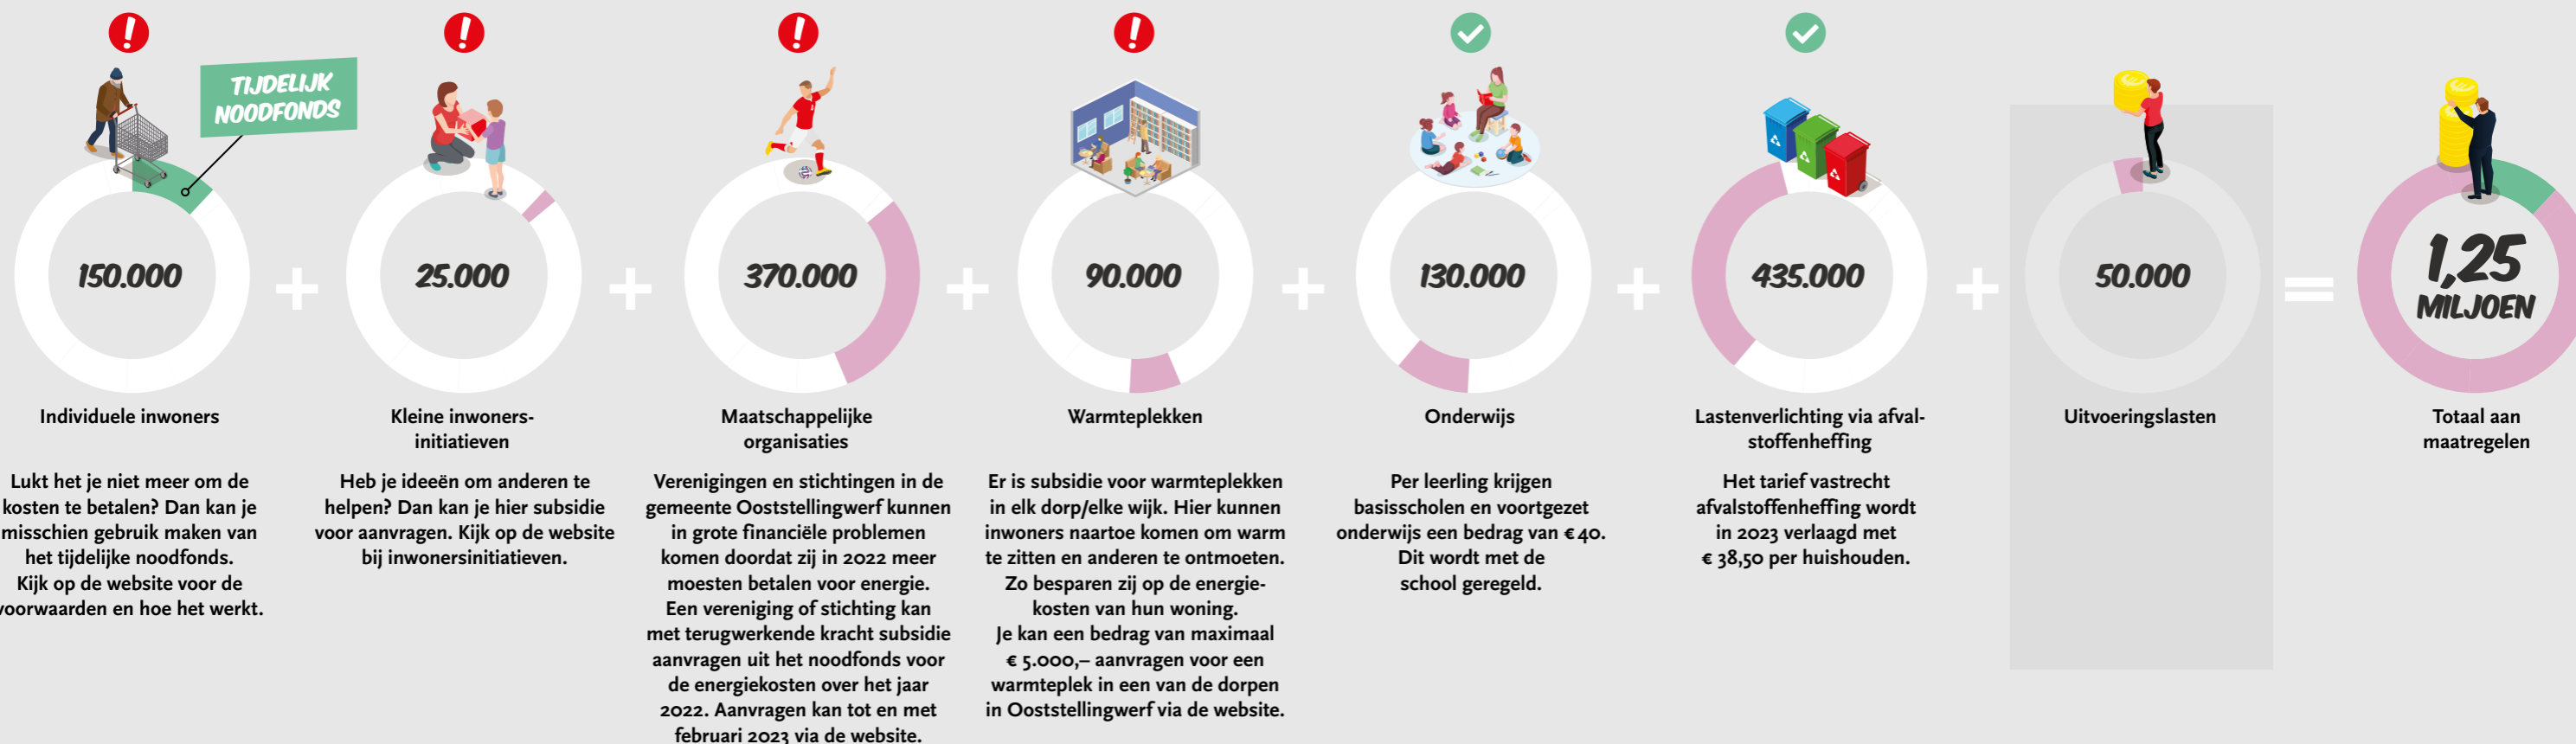 TIJDELIJK
NOODFONDS
150.000
Individuele inwoners
Lukt het je niet meer om de
kosten te betalen? Dan kan je
misschien gebruik maken van
het tijdelijke noodfonds.
Kijk op de website voor de
voorwaarden en hoe het werkt.
+
25.000
Kleine inwoners-
initiatieven
Heb je ideeën om anderen te
helpen? Dan kan je hier subsidie
voor aanvragen. Kijk op de website
bij inwonersinitiatieven.
+
370.000
Maatschappelijke
organisaties
Verenigingen en stichtingen in de
gemeente Ooststellingwerf kunnen
in grote financiële problemen
komen doordat zij in 2022 meer
moesten betalen voor energie.
Een vereniging of stichting kan
met terugwerkende kracht subsidie
aanvragen uit het noodfonds voor
de energiekosten over het jaar
2022. Aanvragen kan tot en met
februari 2023 via de website.
+
90.000
Warmteplekken
Er is subsidie voor warmteplekken
in elk dorp/elke wijk. Hier kunnen
inwoners naartoe komen om warm
te zitten en anderen te ontmoeten.
Zo besparen zij op de energie-
kosten van hun woning.
Je kan een bedrag van maximaal
€ 5.000,– aanvragen voor een
warmteplek in een van de dorpen
in Ooststellingwerf via de website.
+
130.000
Onderwijs
Per leerling krijgen
basisscholen en voortgezet
onderwijs een bedrag van € 40.
Dit wordt met de
school geregeld.
+
435.000
Lastenverlichting via afval-
stoffenheffing
Het tarief vastrecht
afvalstoffenheffing wordt
in 2023 verlaagd met
€ 38,50 per huishouden.
+
50.000
Uitvoeringslasten
=
1,25
MILJOEN
Totaal aan
maatregelen